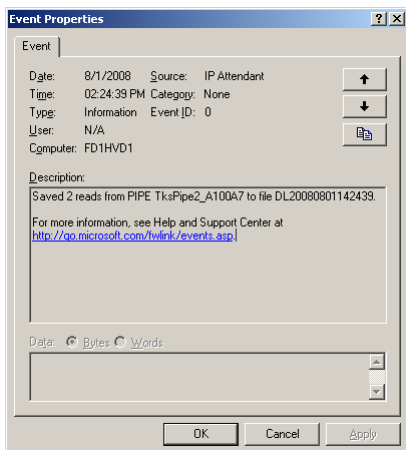 Event Properties
Event
Date: 8/1/2008 Source: IP Attendant
Time: 02:24:39 PM Category: None
Type: Information Event ID: 0
User: N/A
Computer: FD1HVD1
Description:
Saved 2 reads from PIPE TksPipe2_A100A7 to file DL20080801142439.
For more information, see Help and Support Center at
http://go.microsoft.com/fwlink/events.asp.
Data: Bytes Words
OK Cancel Apply